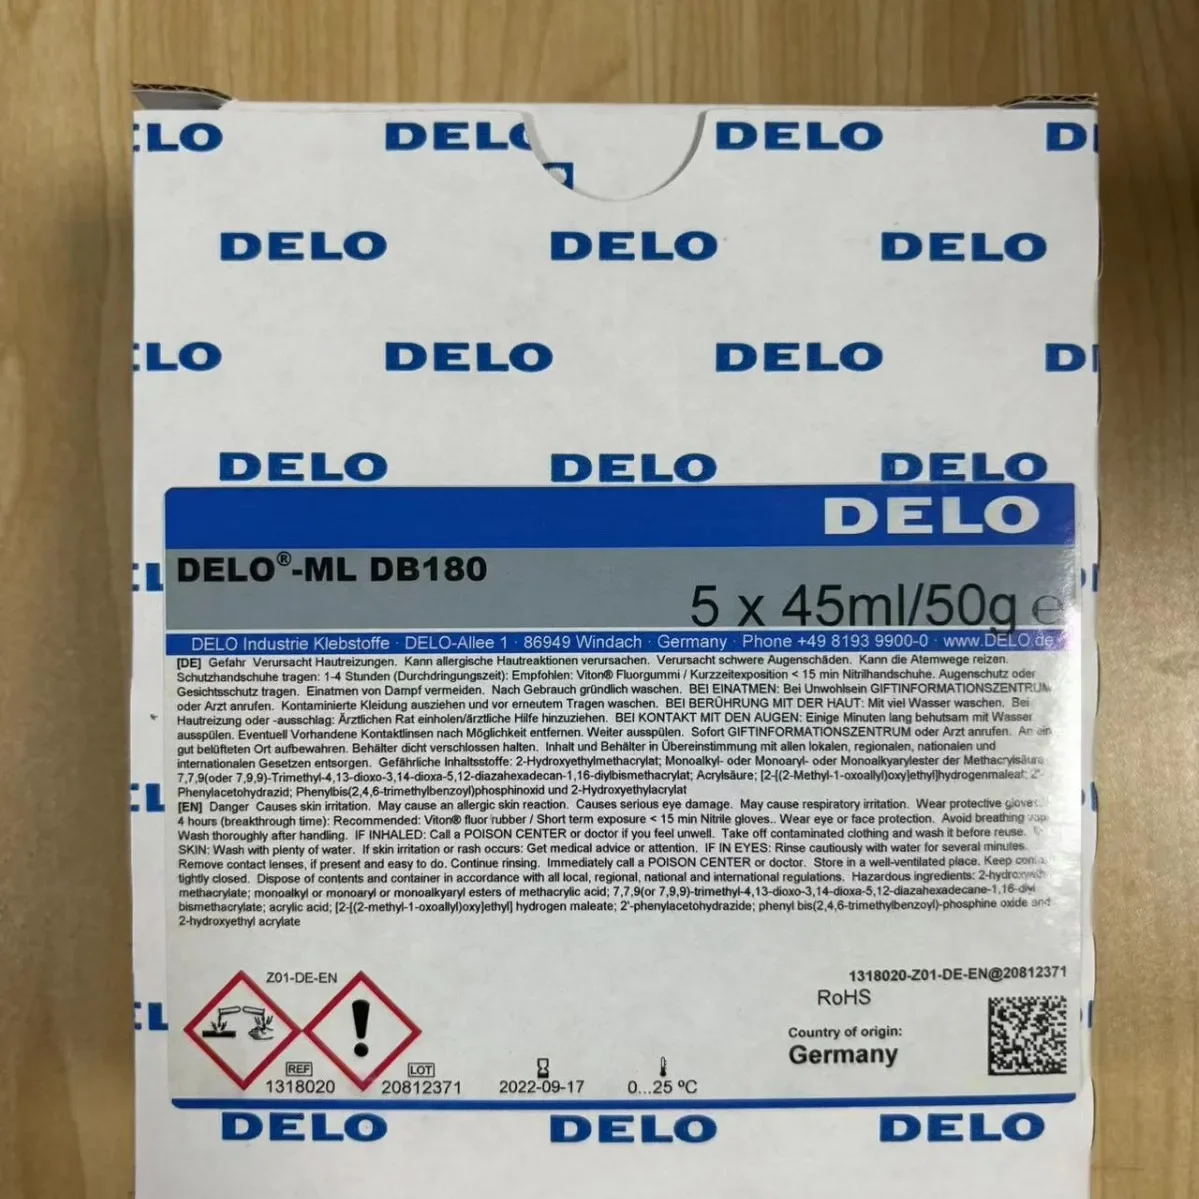 DELO DELO DELO
DELO DELO DELO
DELO DELO DELO
DELO DELO DELO
DELO
DELO®-ML DB180
5 x 45ml/50g ℮
DELO Industrie Klebstoffe · DELO-Allee 1 · 86949 Windach · Germany · Phone +49 8193 9900-0 · www.DELO.de
[DE] Gefahr Verursacht Hautreizungen. Kann allergische Hautreaktionen verursachen. Verursacht schwere Augenschäden. Kann die Atemwege reizen.
Schutzhandschuhe tragen: 1-4 Stunden (Durchdringungszeit): Empfohlen: Viton® Fluorgummi / Kurzzeitexposition < 15 min Nitrilhandschuhe. Augenschutz oder
Gesichtsschutz tragen. Einatmen von Dampf vermeiden. Nach Gebrauch gründlich waschen. BEI EINATMEN: Bei Unwohlsein GIFTINFORMATIONSZENTRUM
oder Arzt anrufen. Kontaminierte Kleidung ausziehen und vor erneutem Tragen waschen. BEI BERÜHRUNG MIT DER HAUT: Mit viel Wasser waschen. Bei
Hautreizung oder -ausschlag: Ärztlichen Rat einholen/ärztliche Hilfe hinzuziehen. BEI KONTAKT MIT DEN AUGEN: Einige Minuten lang behutsam mit Wasser
ausspülen. Eventuell Vorhandene Kontaktlinsen nach Möglichkeit entfernen. Weiter ausspülen. Sofort GIFTINFORMATIONSZENTRUM oder Arzt anrufen. An ein
gut belüfteten Ort aufbewahren. Behälter dicht verschlossen halten. Inhalt und Behälter in Übereinstimmung mit allen lokalen, regionalen, nationalen und
internationalen Gesetzen entsorgen. Gefährliche Inhaltsstoffe: 2-Hydroxyethylmethacrylat; Monoalkyl- oder Monoaryl- oder Monoalkyarylester der Methacrylsäure
7,7,9(oder 7,9,9)-Trimethyl-4,13-dioxo-3,14-dioxa-5,12-diazahexadecan-1,16-diylbismethacrylat; Acrylsäure; [2-[(2-Methyl-1-oxoallyl)oxy]ethyl]hydrogenmaleat; 2'-
Phenylacetohydrazid; Phenylbis(2,4,6-trimethylbenzoyl)phosphinoxid und 2-Hydroxyethylacrylat
[EN] Danger Causes skin irritation. May cause an allergic skin reaction. Causes serious eye damage. May cause respiratory irritation. Wear protective gloves:
4 hours (breakthrough time): Recommended: Viton® fluor rubber / Short term exposure < 15 min Nitrile gloves.. Wear eye or face protection. Avoid breathing
Wash thoroughly after handling. IF INHALED: Call a POISON CENTER or doctor if you feel unwell. Take off contaminated clothing and wash it before reuse.
SKIN: Wash with plenty of water. If skin irritation or rash occurs: Get medical advice or attention. IF IN EYES: Rinse cautiously with water for several minutes.
Remove contact lenses, if present and easy to do. Continue rinsing. Immediately call a POISON CENTER or doctor. Store in a well-ventilated place. Keep
tightly closed. Dispose of contents and container in accordance with all local, regional, national and international regulations. Hazardous ingredients:
methacrylate; monoalkyl or monoaryl or monoalkyaryl esters of methacrylic acid; 7,7,9(or 7,9,9)-trimethyl-4,13-dioxo-3,14-dioxa-5,12-diazahexadecane-1,16-diyl
bismethacrylate; acrylic acid; [2-[(2-methyl-1-oxoallyl)oxy]ethyl] hydrogen maleate; 2'-phenylacetohydrazide; phenyl bis(2,4,6-trimethylbenzoyl)-phosphine oxide and
2-hydroxyethyl acrylate
Z01-DE-EN
1318020-Z01-DE-EN@20812371
RoHS
Country of origin:
Germany
REF LOT
1318020 20812371 2022-09-17 0...25 ºC
DELO DELO DELO